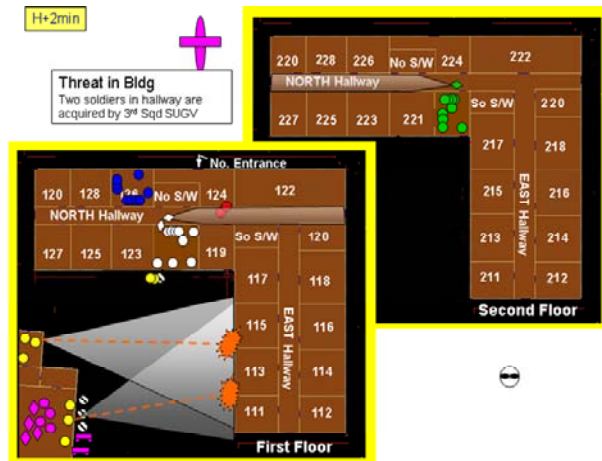 H+2min
Threat in Bldg
Two soldiers in hallway are
acquired by 3rd Sqd SUGV
220 228 226 No S/W 224 222
NORTH Hallway
227 225 223 221 So S/W 220
217 218
215 216
EAST Hallway
213 214
211 212
Second Floor
No. Entrance
120 128 126 No S/W 124 122
NORTH Hallway
127 125 123 119 So S/W 120
117 118
115 116
EAST Hallway
113 114
111 112
First Floor